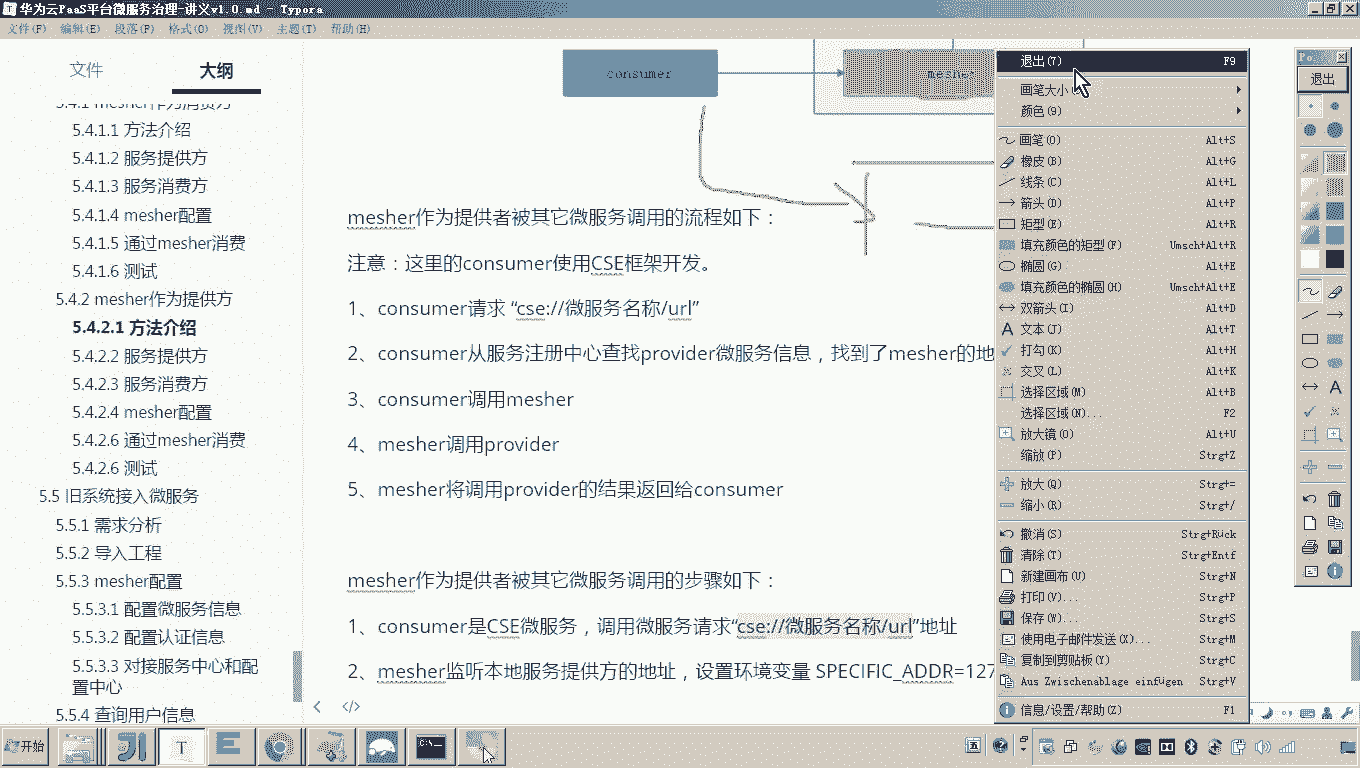 华为云PaaS平台微服务治理-讲义v1.0.md - Typora
文件(F) 编辑(E) 段落(P) 格式(O) 视图(V) 主题(T) 帮助(H)
文件 大纲
5.4.1 mesher作为消费方
5.4.1.1 方法介绍
5.4.1.2 服务提供方
5.4.1.3 服务消费方
5.4.1.4 mesher配置
5.4.1.5 通过mesher消费
5.4.1.6 测试
5.4.2 mesher作为提供方
5.4.2.1 方法介绍
5.4.2.2 服务提供方
5.4.2.3 服务消费方
5.4.2.4 mesher配置
5.4.2.6 通过mesher消费
5.4.2.6 测试
5.5 旧系统接入微服务
5.5.1 需求分析
5.5.2 导入工程
5.5.3 mesher配置
5.5.3.1 配置微服务信息
5.5.3.2 配置认证信息
5.5.3.3 对接服务中心和配
置中心
5.5.4 查询用户信息
consumer
meshe
mesher作为提供者被其它微服务调用的流程如下：
注意：这里的consumer使用CSE框架开发。
1、consumer请求 “cse://微服务名称/url”
2、consumer从服务注册中心查找provider微服务信息，找到了mesher的地
3、consumer调用mesher
4、mesher调用provider
5、mesher将调用provider的结果返回给consumer
mesher作为提供者被其它微服务调用的步骤如下：
1、consumer是CSE微服务，调用微服务请求“cse://微服务名称/url”地址
2、mesher监听本地服务提供方的地址，设置环境变量 SPECIFIC_ADDR=127
退出(Y) F9
画笔大小
颜色(9)
画笔(O) Alt+S
橡皮(B) Alt+G
线条(C) Alt+L
箭头(D) Alt+P
矩型(E) Alt+R
填充颜色的矩型(F) Umsch+Alt+R
椭圆(G) Alt+E
填充颜色的椭圆(H) Umsch+Alt+E
双箭头(I) Alt+D
文本(J) Alt+T
打勾(K) Alt+H
交叉(L) Alt+K
选择区域(M) Alt+B
选择区域(N)... F2
放大镜(O) Alt+U
缩放(P) Strg+Z
放大(Q) Strg+=
缩小(R) Strg+/
撤消(S) Strg+Rück
清除(T) Strg+Entf
新建画布(U) Strg+N
打印(V)... Strg+P
保存(W)... Strg+S
使用电子邮件发送(X)... Strg+M
复制到剪贴板(Y) Strg+C
Aus Zwischenablage einfügen Strg+V
信息/设置/帮助(Z) F1
退出
开始